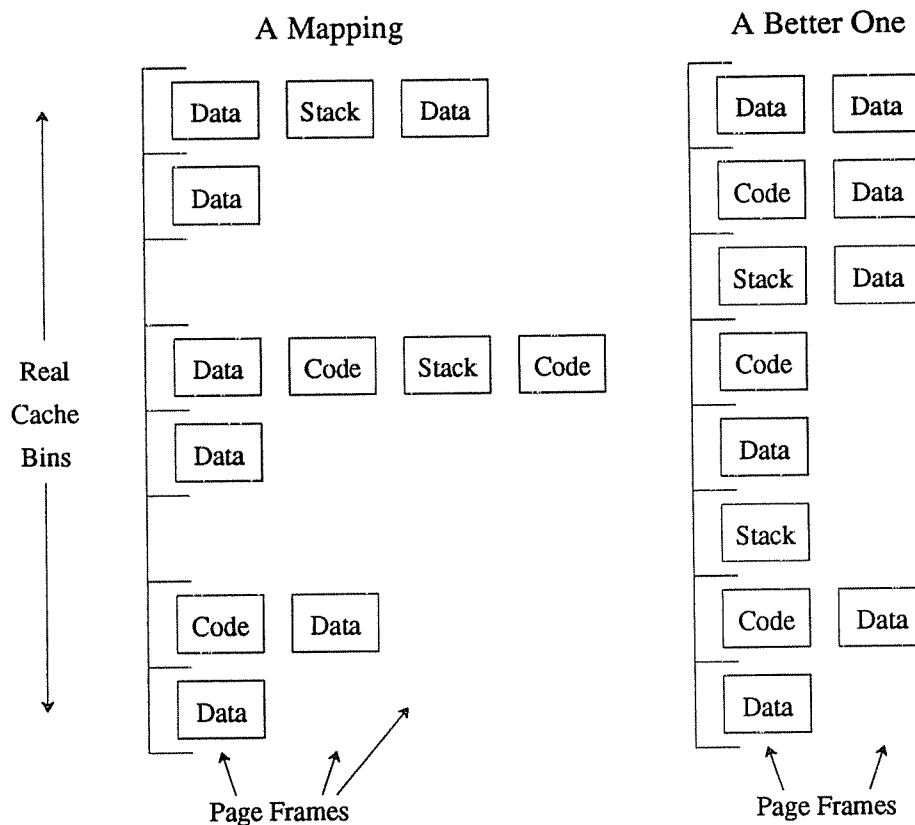 A Mapping
A Better One
Data Stack Data
Data
Data Code Stack Code
Data
Code Data
Data
Real
Cache
Bins
Page Frames
Data Data
Code Data
Stack Data
Code
Data
Stack
Code Data
Data
Page Frames